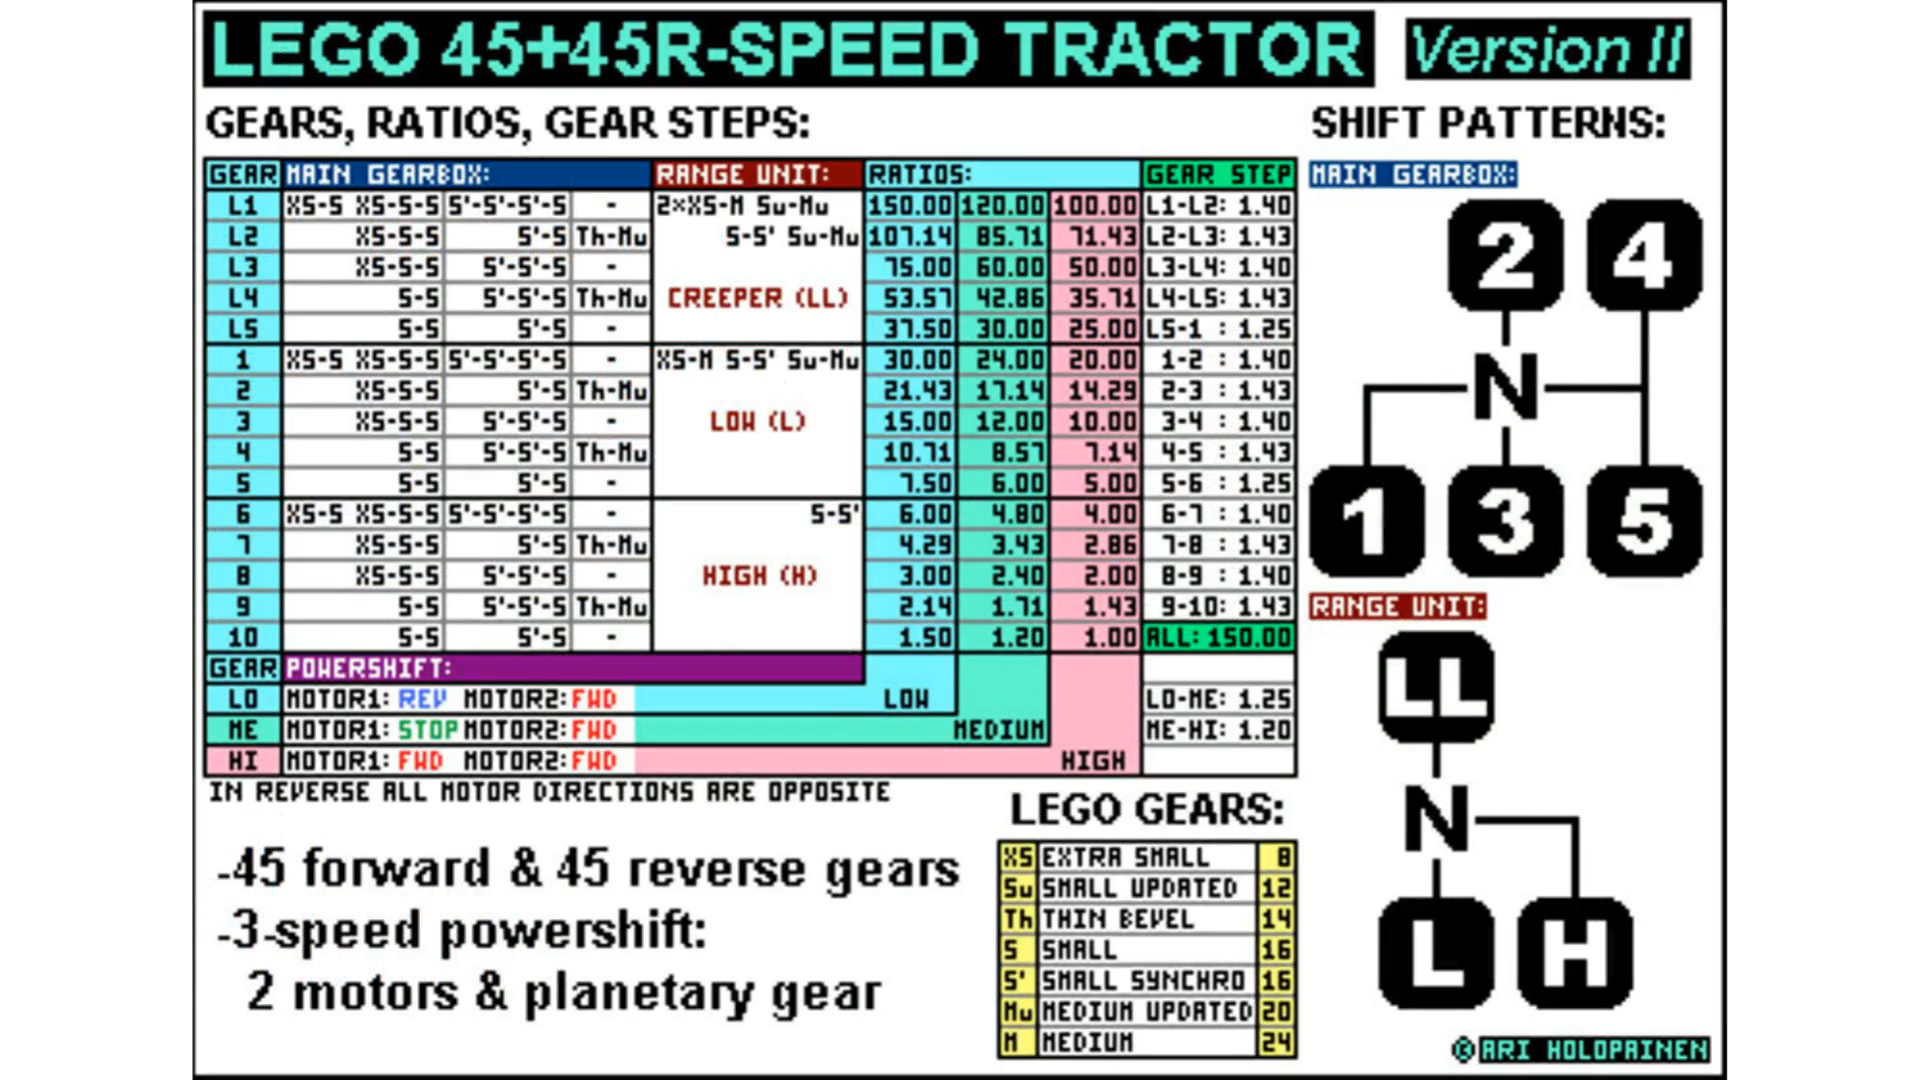 LEGO 45+45R-SPEED TRACTOR Version II
GEARS, RATIOS, GEAR STEPS: SHIFT PATTERNS:
GEAR MAIN GEARBOX: RANGE UNIT: RATIOS: GEAR STEP
L1 XS-S XS-S-S S'-S'-S'-S - 2×XS-M Su-Mu 150.00 120.00 100.00 L1-L2: 1.40
L2 XS-S-S S'-S Th-Mu S-S' Su-Mu 107.14 85.71 71.43 L2-L3: 1.43
L3 XS-S-S S'-S'-S - 75.00 60.00 50.00 L3-L4: 1.40
L4 S-S S'-S'-S Th-Mu CREEPER (LL) 53.57 42.86 35.71 L4-L5: 1.43
L5 S-S S'-S - 37.50 30.00 25.00 L5-1 : 1.25
1 XS-S XS-S-S S'-S'-S'-S - XS-M S-S' Su-Mu 30.00 24.00 20.00 1-2 : 1.40
2 XS-S-S S'-S Th-Mu 21.43 17.14 14.29 2-3 : 1.43
3 XS-S-S S'-S'-S - LOW (L) 15.00 12.00 10.00 3-4 : 1.40
4 S-S S'-S'-S Th-Mu 10.71 8.57 7.14 4-5 : 1.43
5 S-S S'-S - 7.50 6.00 5.00 5-6 : 1.25
6 XS-S XS-S-S S'-S'-S'-S - S-S' 6.00 4.80 4.00 6-7 : 1.40
7 XS-S-S S'-S Th-Mu 4.29 3.43 2.86 7-8 : 1.43
8 XS-S-S S'-S'-S - HIGH (H) 3.00 2.40 2.00 8-9 : 1.40
9 S-S S'-S'-S Th-Mu 2.14 1.71 1.43 9-10: 1.43
10 S-S S'-S - 1.50 1.20 1.00 ALL: 150.00
GEAR POWERSHIFT:
LO MOTOR1: REV MOTOR2: FWD LOW LO-ME: 1.25
ME MOTOR1: STOP MOTOR2: FWD MEDIUM ME-HI: 1.20
HI MOTOR1: FWD MOTOR2: FWD HIGH
IN REVERSE ALL MOTOR DIRECTIONS ARE OPPOSITE
-45 forward & 45 reverse gears
-3-speed powershift:
2 motors & planetary gear
LEGO GEARS:
XS EXTRA SMALL 8
Su SMALL UPDATED 12
Th THIN BEVEL 14
S SMALL 16
S' SMALL SYNCHRO 16
Mu MEDIUM UPDATED 20
M MEDIUM 24
MAIN GEARBOX:
2 4
N
1 3 5
RANGE UNIT:
LL
N
L H
© ARI HOLOPAINEN